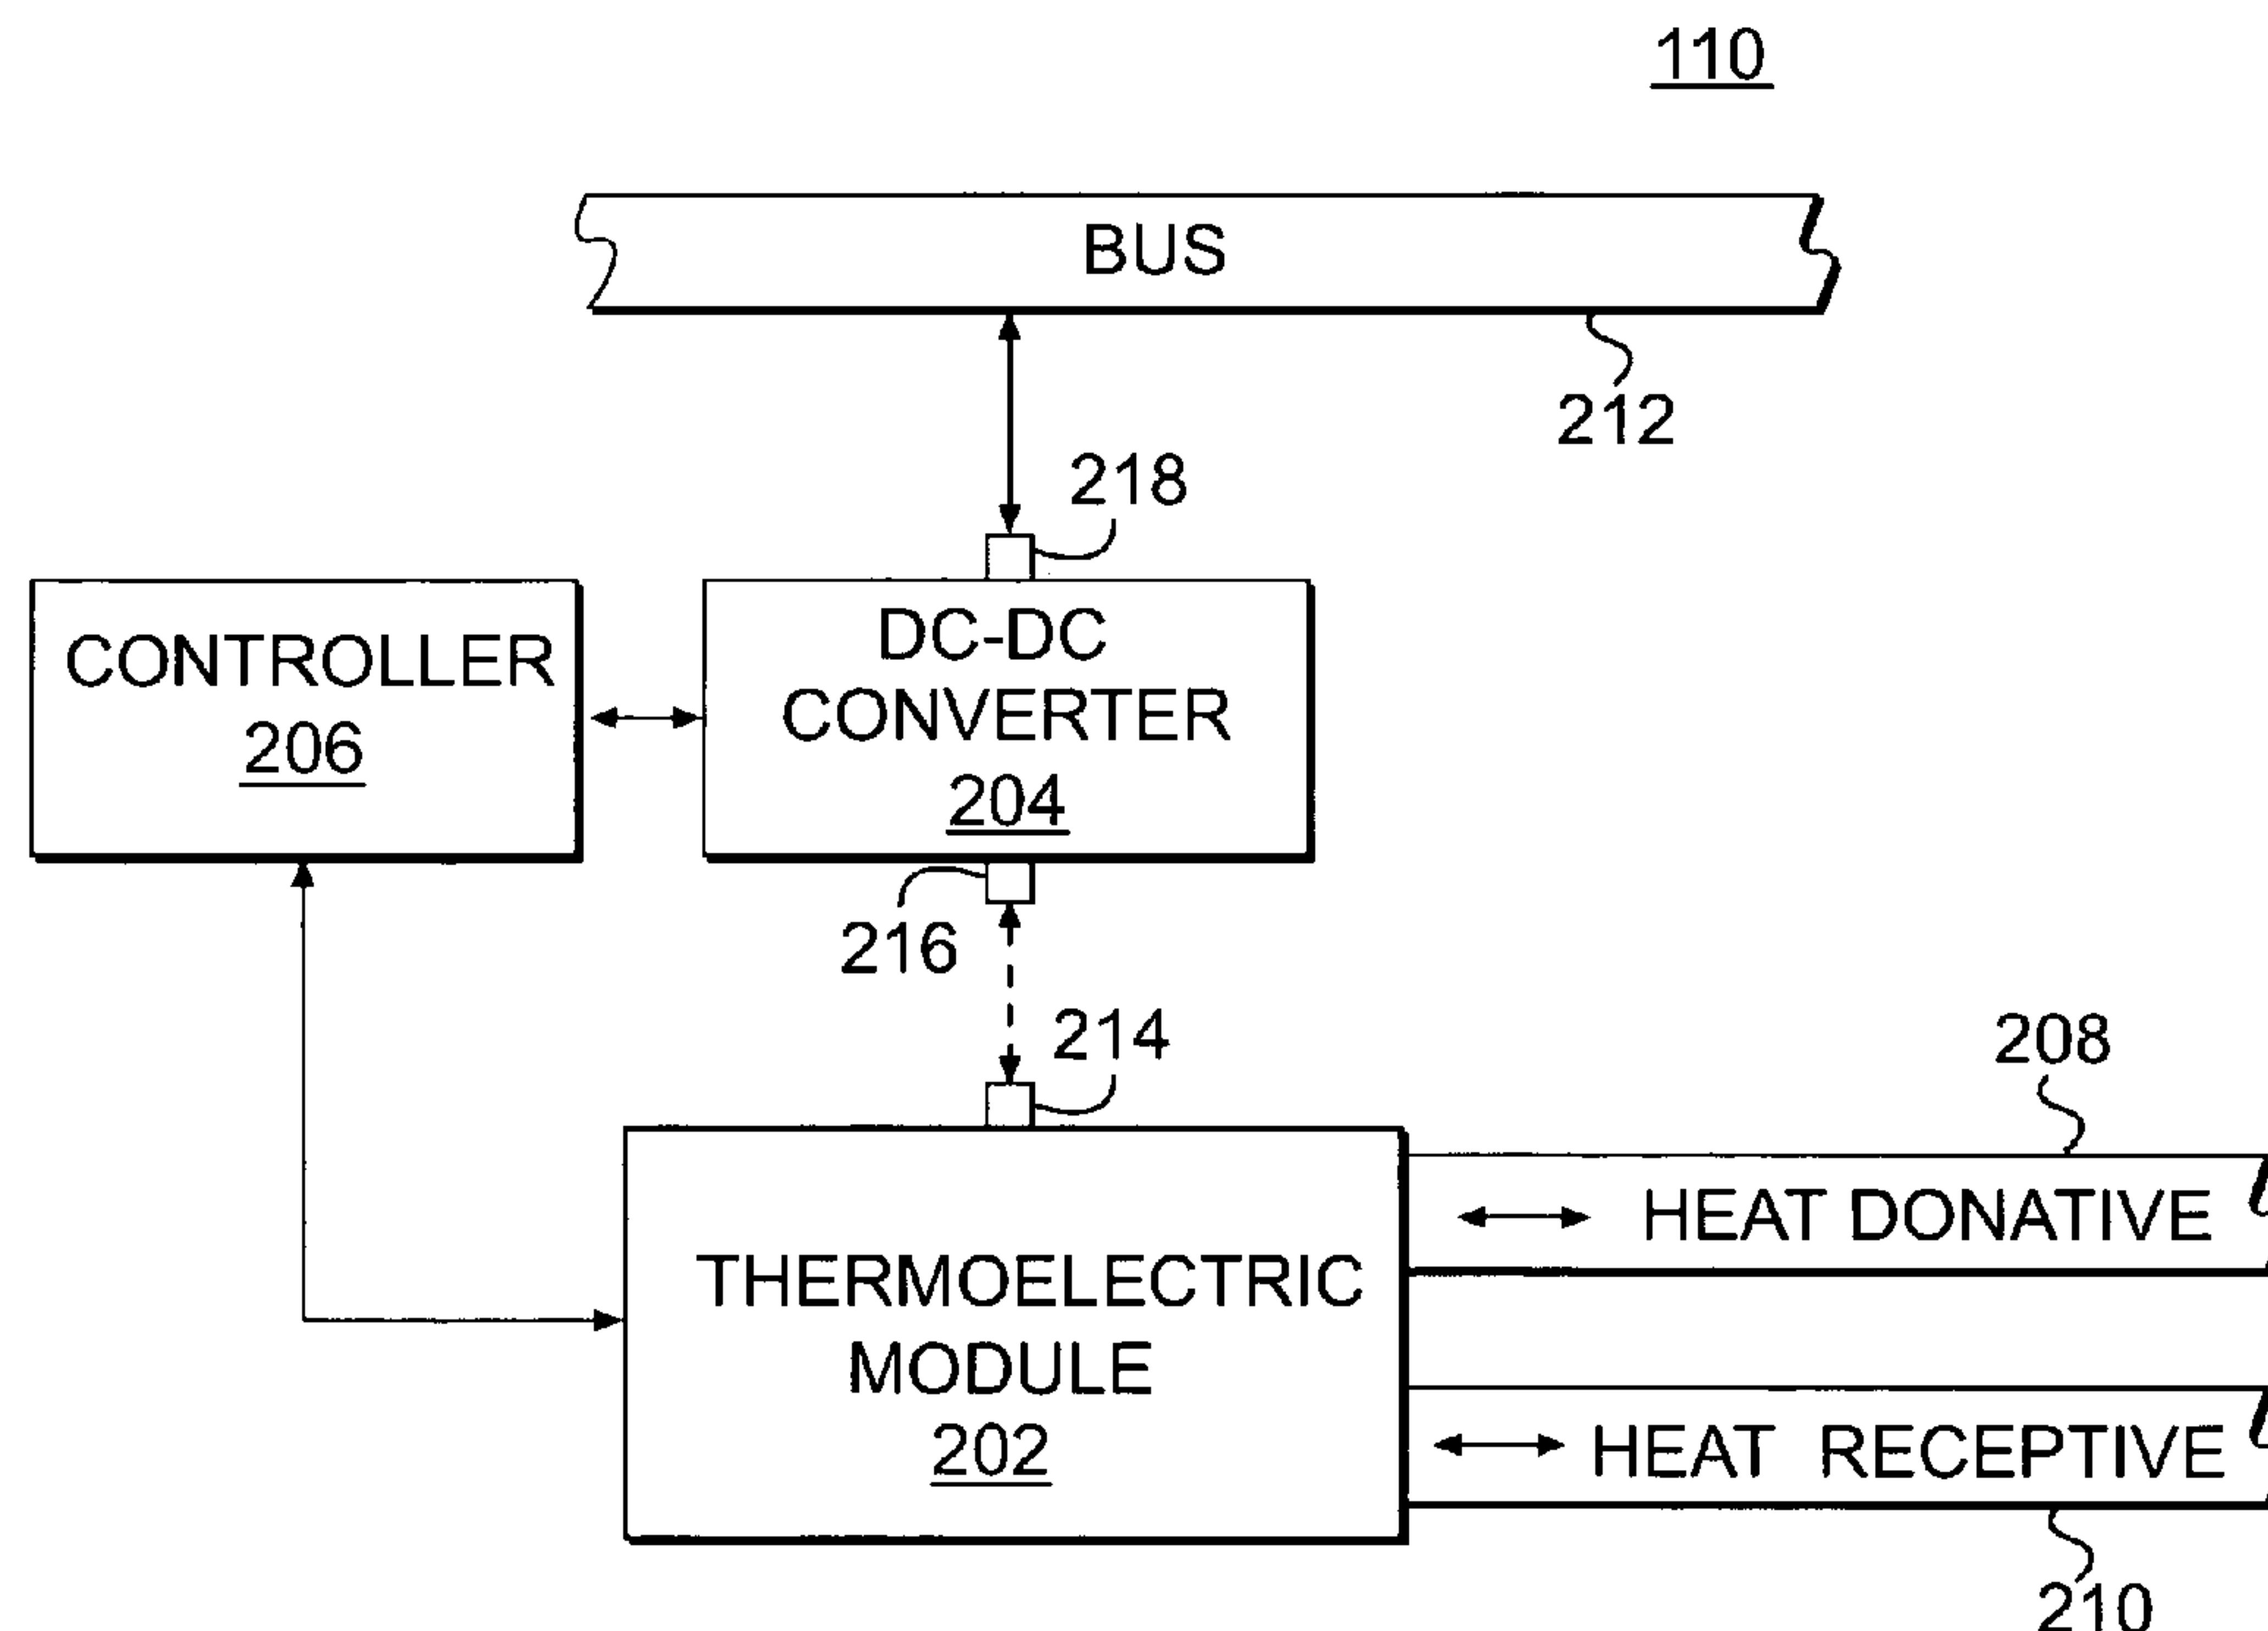 110
BUS
212
218
CONTROLLER
206
DC-DC
CONVERTER
204
216
214
208
THERMOELECTRIC
MODULE
202
HEAT DONATIVE
HEAT RECEPTIVE
210